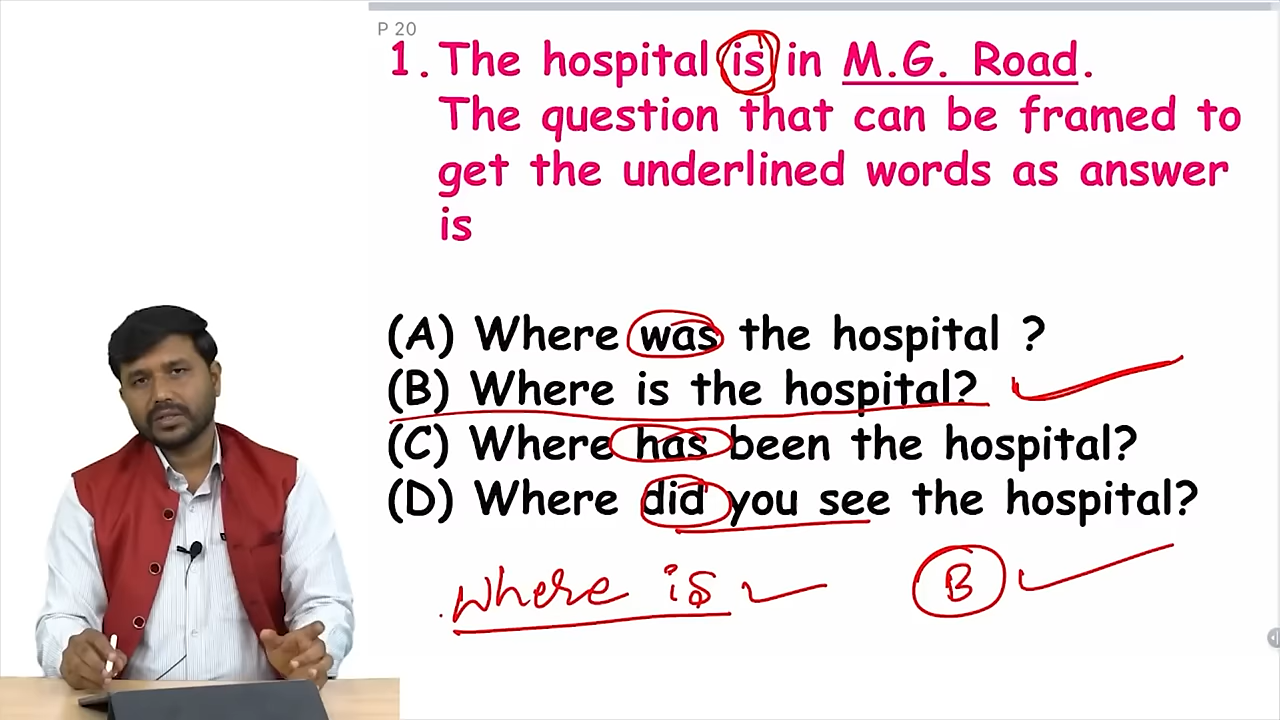 P 20
1. The hospital is in M.G. Road.
The question that can be framed to
get the underlined words as answer
is
(A) Where was the hospital ?
(B) Where is the hospital?
(C) Where has been the hospital?
(D) Where did you see the hospital?
Where is
B